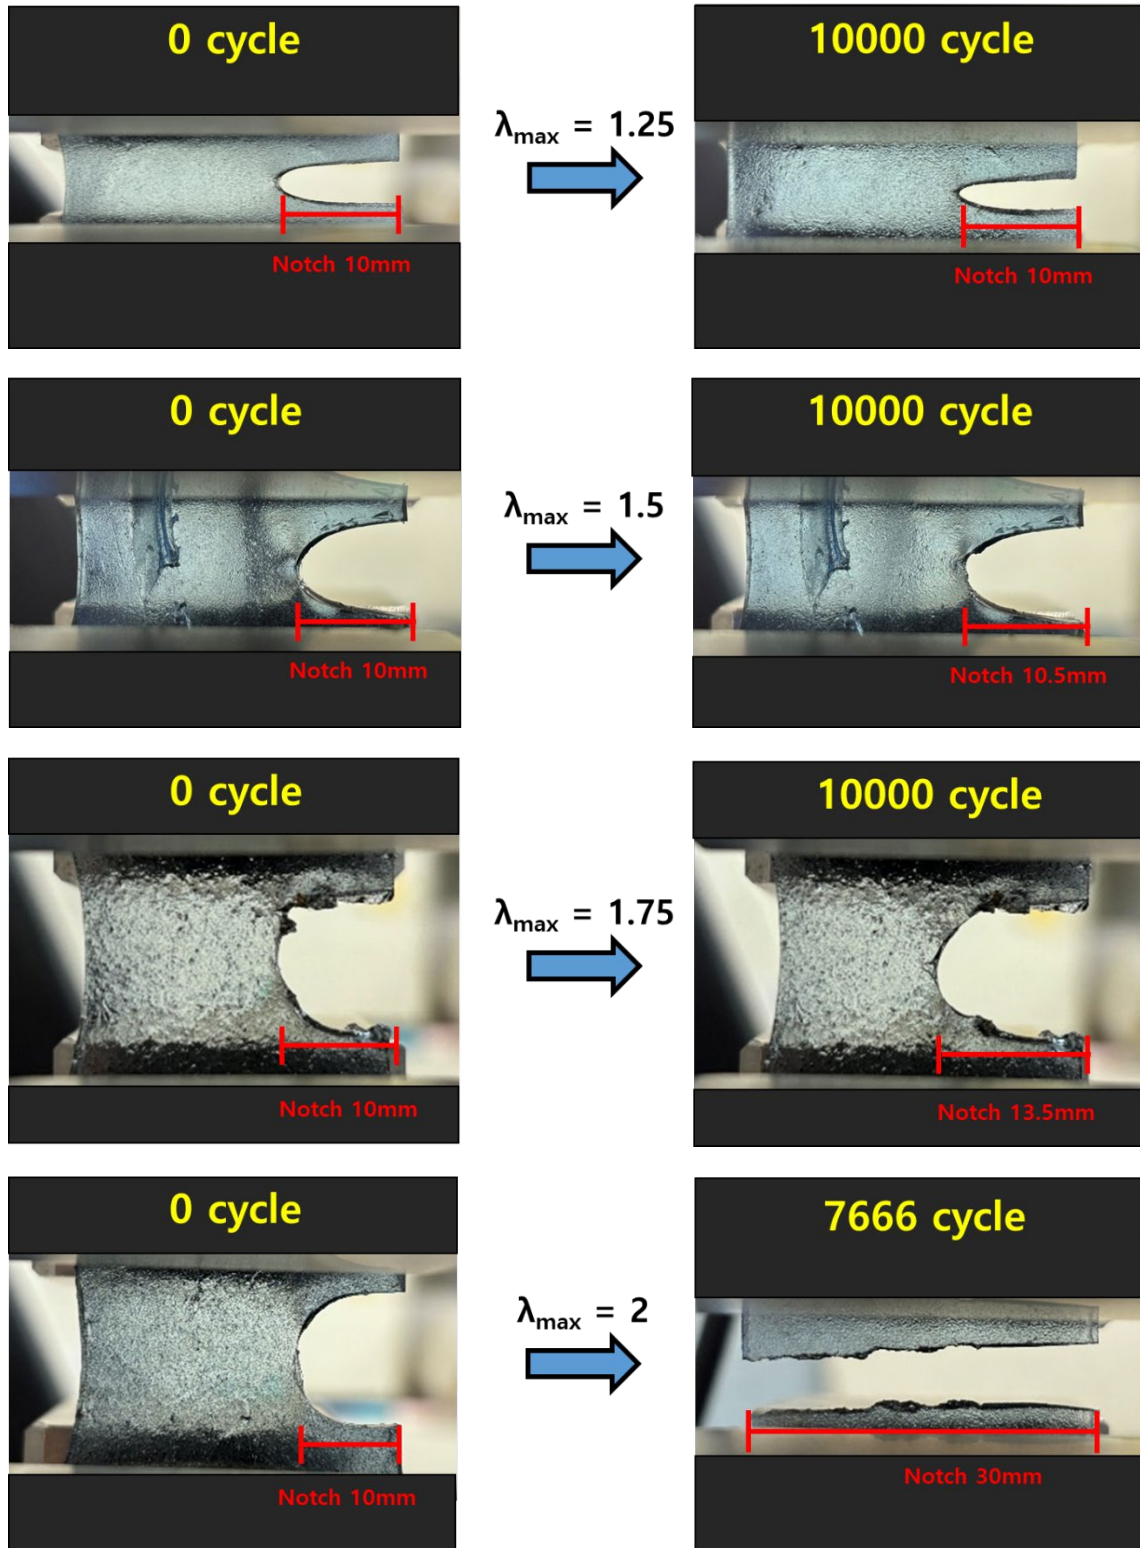 0 cycle
10000 cycle
λmax = 1.25
Notch 10mm
Notch 10mm
0 cycle
10000 cycle
λmax = 1.5
Notch 10mm
Notch 10.5mm
0 cycle
10000 cycle
λmax = 1.75
Notch 10mm
Notch 13.5mm
0 cycle
7666 cycle
λmax = 2
Notch 10mm
Notch 30mm